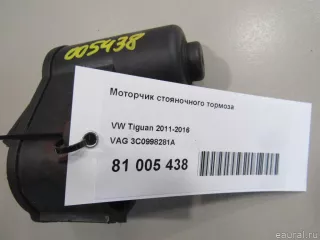 005438
Моторчик стояночного тормоза
VW Tiguan 2011-2016
VAG 3C0998281A
81 005 438
© eaural.ru